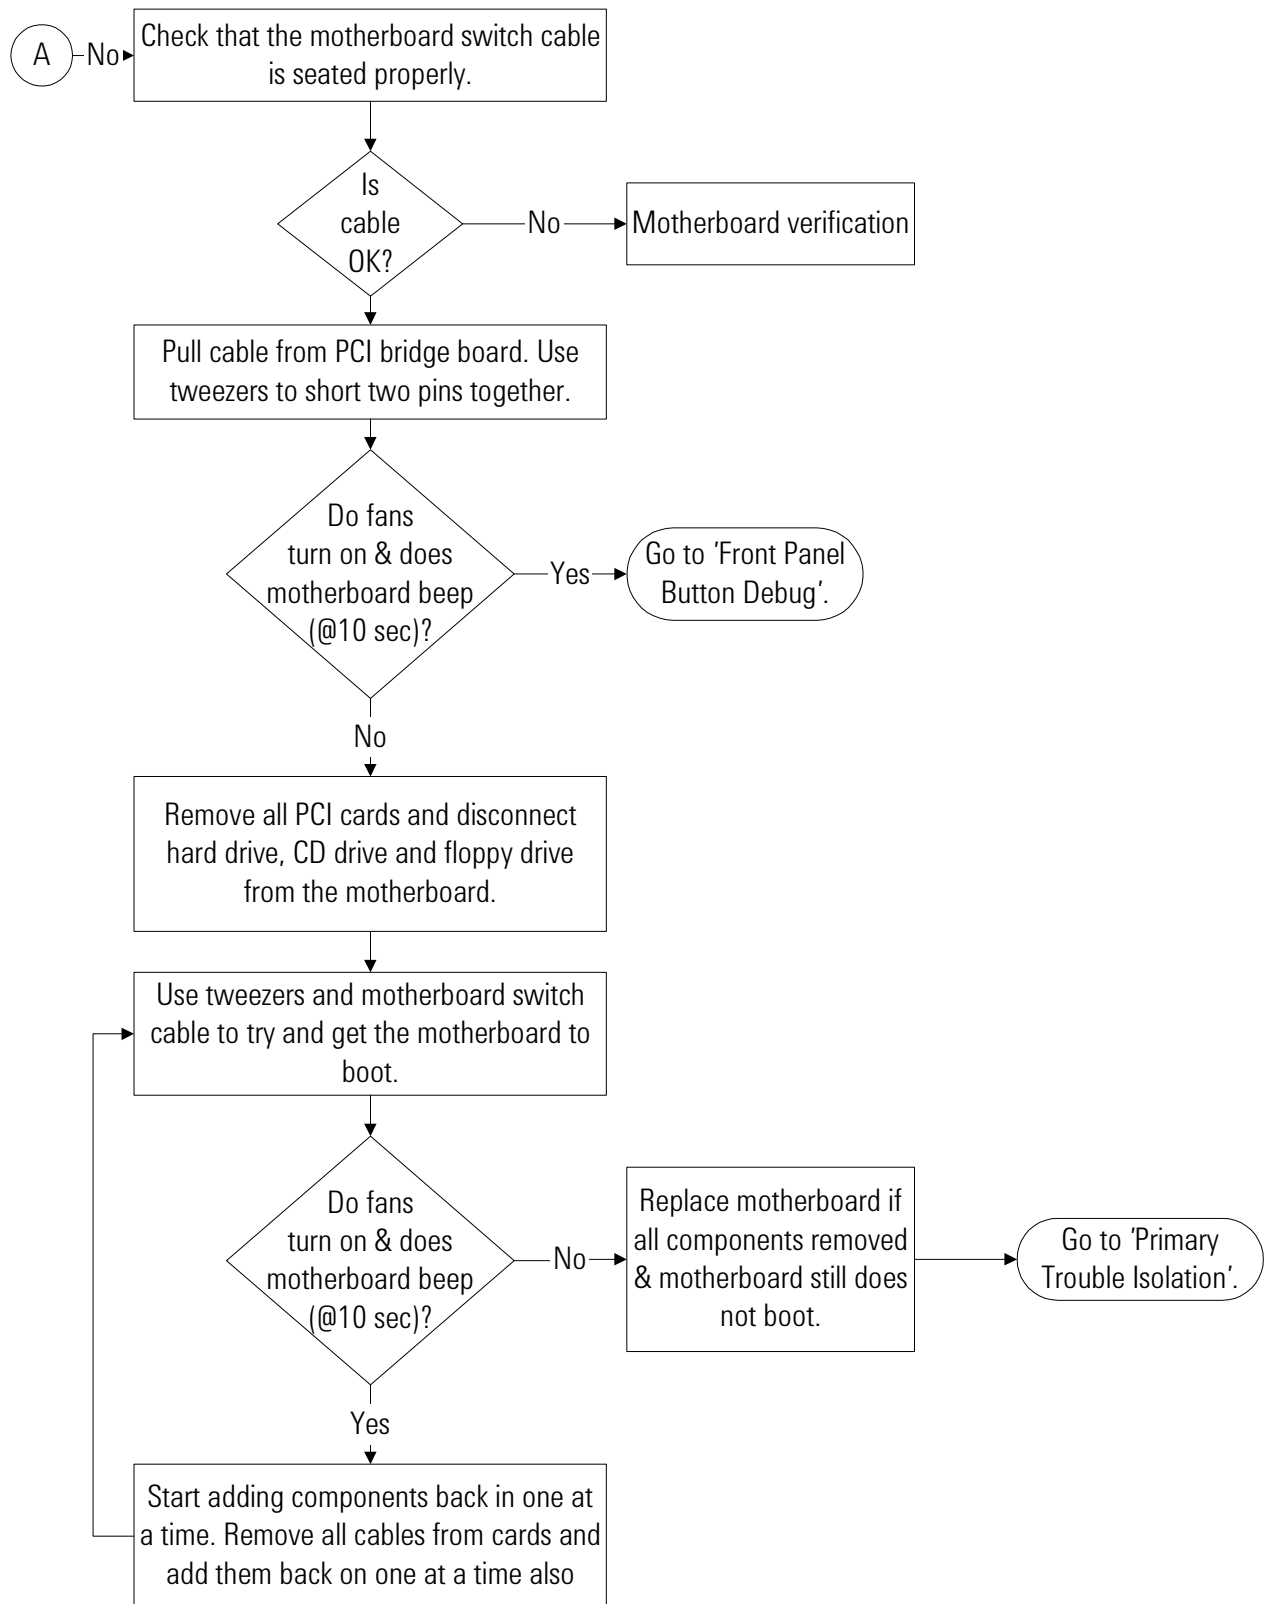 A
No
Check that the motherboard switch cable
is seated properly.
Is
cable
OK?
No
Motherboard verification
Pull cable from PCI bridge board. Use
tweezers to short two pins together.
Do fans
turn on & does
motherboard beep
(@10 sec)?
Yes
Go to 'Front Panel
Button Debug'.
No
Remove all PCI cards and disconnect
hard drive, CD drive and floppy drive
from the motherboard.
Use tweezers and motherboard switch
cable to try and get the motherboard to
boot.
Do fans
turn on & does
motherboard beep
(@10 sec)?
No
Replace motherboard if
all components removed
& motherboard still does
not boot.
Go to 'Primary
Trouble Isolation'.
Yes
Start adding components back in one at
a time. Remove all cables from cards and
add them back on one at a time also